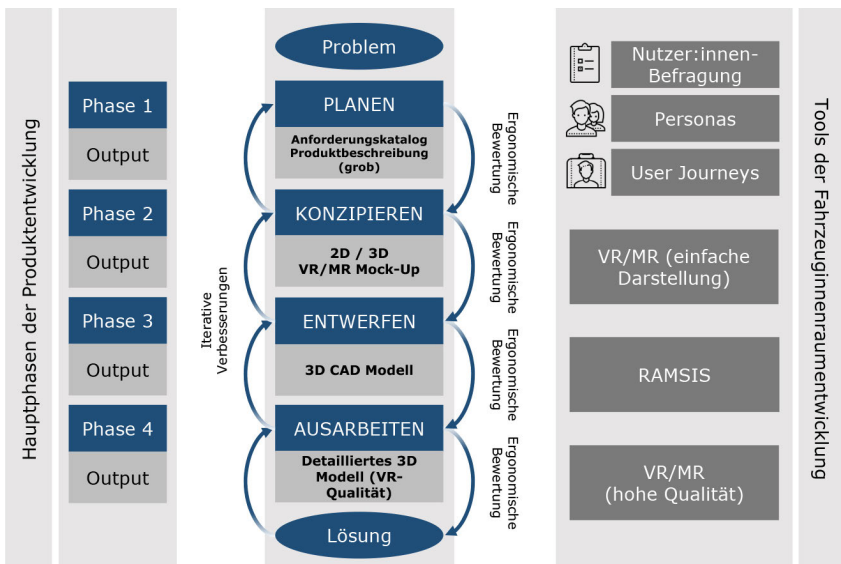 Hauptphasen der Produktentwicklung
Phase 1
Output
Phase 2
Output
Phase 3
Output
Phase 4
Output
Iterative
Verbesserungen
Problem
PLANEN
Anforderungskatalog
Produktbeschreibung
(grob)
KONZIPIEREN
2D / 3D
VR/MR Mock-Up
ENTWERFEN
3D CAD Modell
AUSARBEITEN
Detailliertes 3D
Modell (VR-
Qualität)
Lösung
Ergonomische
Bewertung
Ergonomische
Bewertung
Ergonomische
Bewertung
Ergonomische
Bewertung
Nutzer:innen-
Befragung
Personas
User Journeys
VR/MR (einfache
Darstellung)
RAMSIS
VR/MR
(hohe Qualität)
Tools der Fahrzeuginnenraumentwicklung